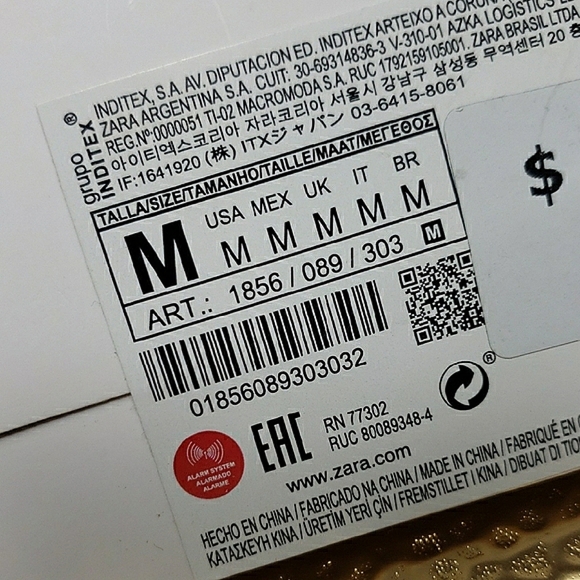 INDITEX, S.A. AV. DIPUTACION ED. INDITEX ARTEIXO A CORUÑA
ZARA ARGENTINA S.A. CUIT: 30-69314836-3 V-310-01 AZKA LOGÍSTICS
REG.Nº0000051 TI-02 MACROMODA S.A. RUC 1792159105001. ZARA BRASIL LTDA
아이티엑스코리아 자라코리아 서울시 강남구 삼성동 무역센터 20
IF:1641920 (株) ITXジャパン 03-6415-8061
grupo
INDITEX®
TALLA/SIZE/TAMANHO/TAILLE/MAAT/ΜΕΓΕΘΟΣ
USA MEX UK IT BR
M M M M M M
ART.: 1856 / 089 / 303 M
$
01856089303032
ALARM SYSTEM
ALARMADO
ALARME
EAC
RN 77302
RUC 80089348-4
®
www.zara.com
HECHO EN CHINA / FABRICADO NA CHINA / MADE IN CHINA / FABRIQUÉ EN
ΚΑΤΑΣΚΕΥΗ ΚΙΝΑ / ÜRETİM YERİ ÇİN / FREMSTILLET I KINA / DIBUAT DI